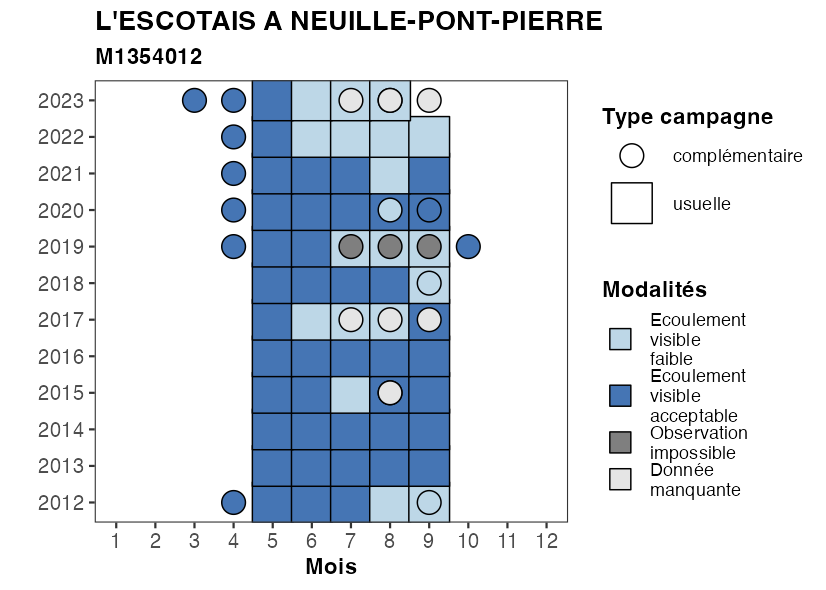 L'ESCOTAIS A NEUILLE-PONT-PIERRE
M1354012
2023
2022
2021
2020
2019
2018
2017
2016
2015
2014
2013
2012
1 2 3 4 5 6 7 8 9 10 11 12
Mois
Type campagne
complémentaire
usuelle
Modalités
Ecoulement
visible
faible
Ecoulement
visible
acceptable
Observation
impossible
Donnée
manquante